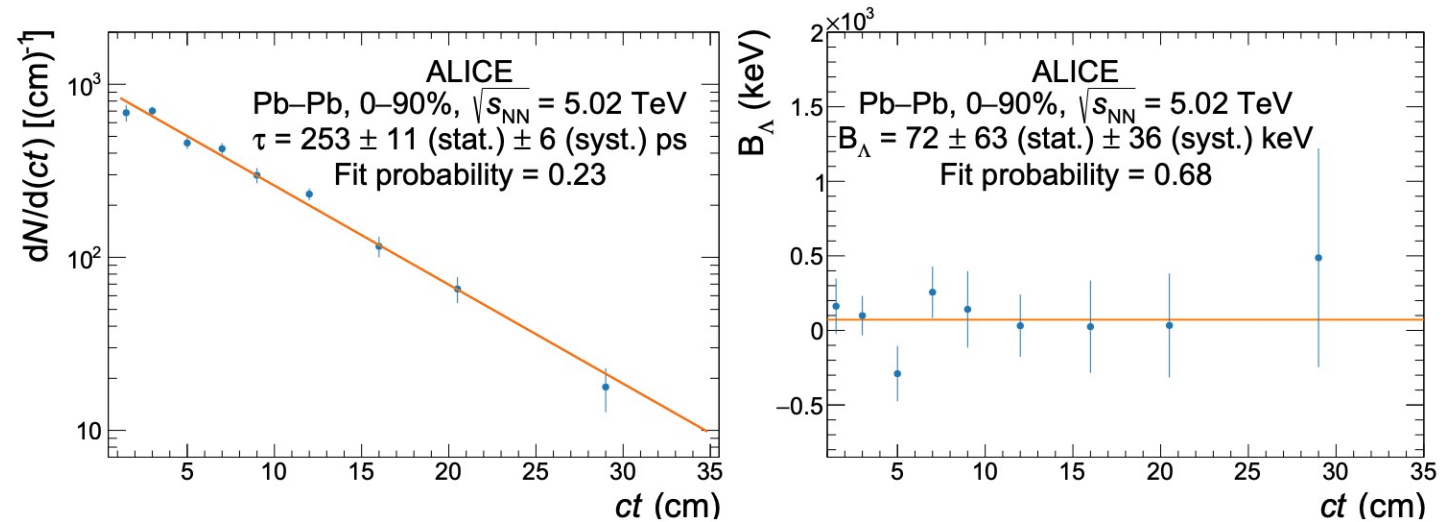 dN/d(ct) [(cm)⁻¹]
10³
10²
10
ALICE
Pb–Pb, 0–90%, √sNN = 5.02 TeV
τ = 253 ± 11 (stat.) ± 6 (syst.) ps
Fit probability = 0.23
5 10 15 20 25 30 35
ct (cm)
B_Λ (keV)
×10³
2
1.5
1
0.5
0
−0.5
ALICE
Pb–Pb, 0–90%, √sNN = 5.02 TeV
B_Λ = 72 ± 63 (stat.) ± 36 (syst.) keV
Fit probability = 0.68
5 10 15 20 25 30 35
ct (cm)